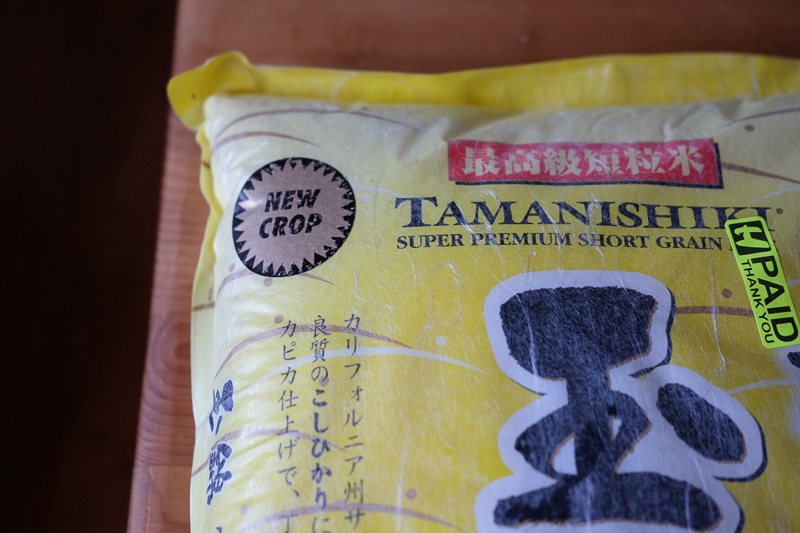 最高級短粒米
NEW
CROP
TAMANISHIKI
SUPER PREMIUM SHORT GRAIN
PAID
THANK YOU
玉
カリフォルニア州サ
良質のこしひかりに
カピカ仕上げで、